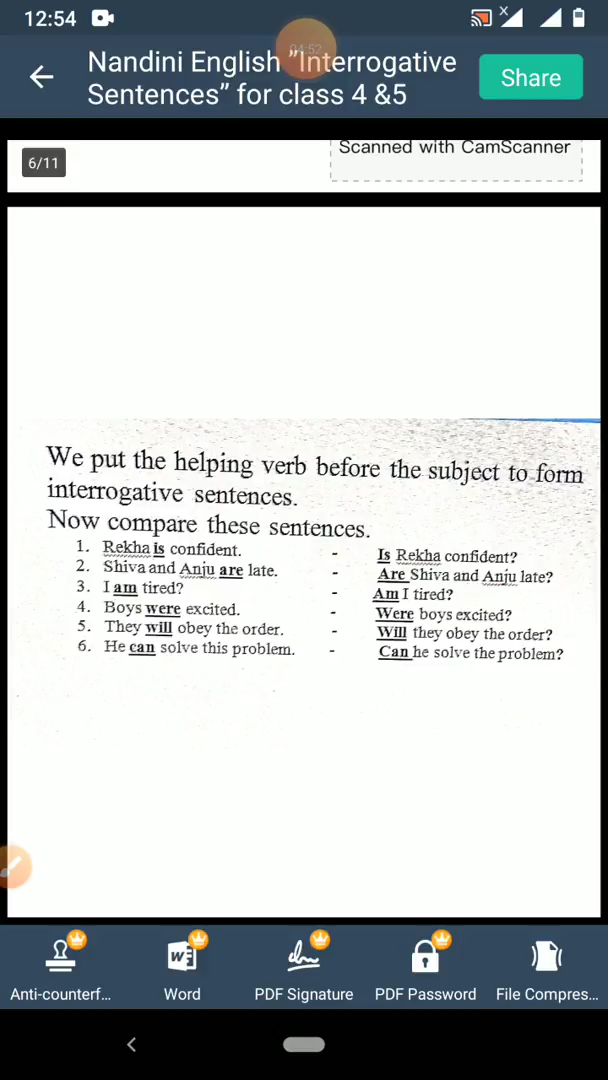 12:54
04:52
Nandini English "Interrogative
Sentences” for class 4 &5
Share
6/11
Scanned with CamScanner
We put the helping verb before the subject to form
interrogative sentences.
Now compare these sentences.
1. Rekha is confident. - Is Rekha confident?
2. Shiva and Anju are late. - Are Shiva and Anju late?
3. I am tired? - Am I tired?
4. Boys were excited. - Were boys excited?
5. They will obey the order. - Will they obey the order?
6. He can solve this problem. - Can he solve the problem?
Anti-counterf... Word PDF Signature PDF Password File Compres...